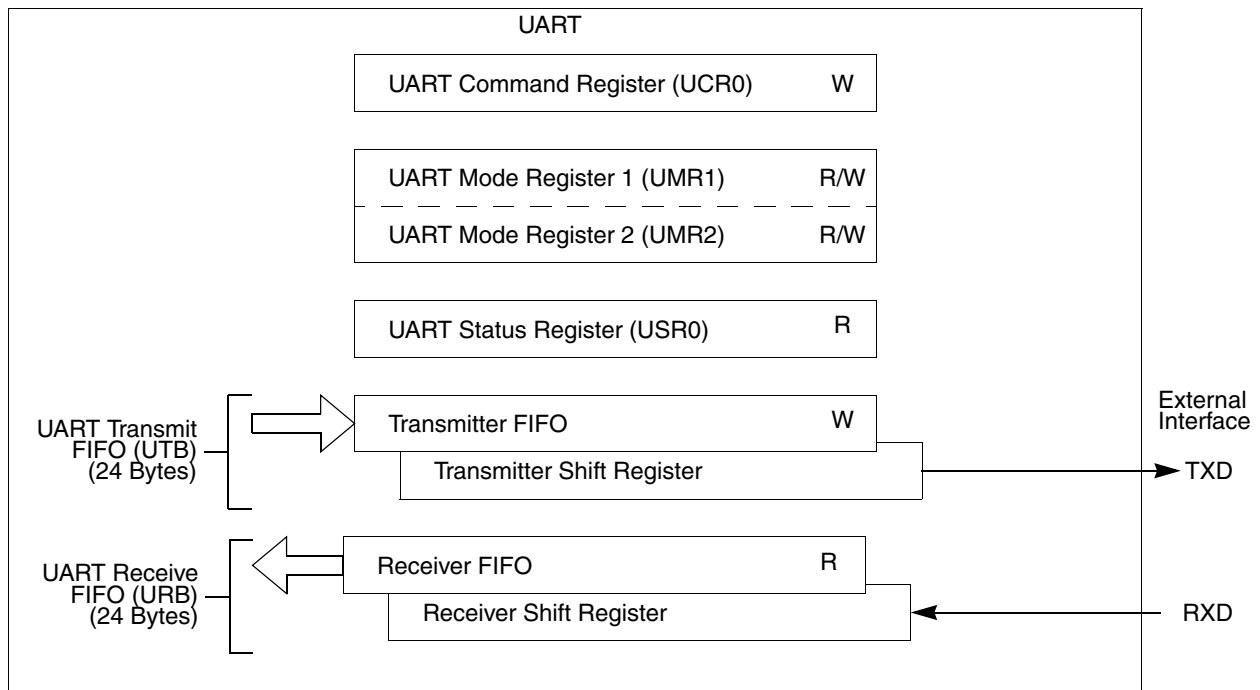 UART
UART Command Register (UCR0) W
UART Mode Register 1 (UMR1) R/W
UART Mode Register 2 (UMR2) R/W
UART Status Register (USR0) R
UART Transmit
FIFO (UTB)
(24 Bytes)
Transmitter FIFO W
Transmitter Shift Register
External
Interface
TXD
UART Receive
FIFO (URB)
(24 Bytes)
Receiver FIFO R
Receiver Shift Register
RXD